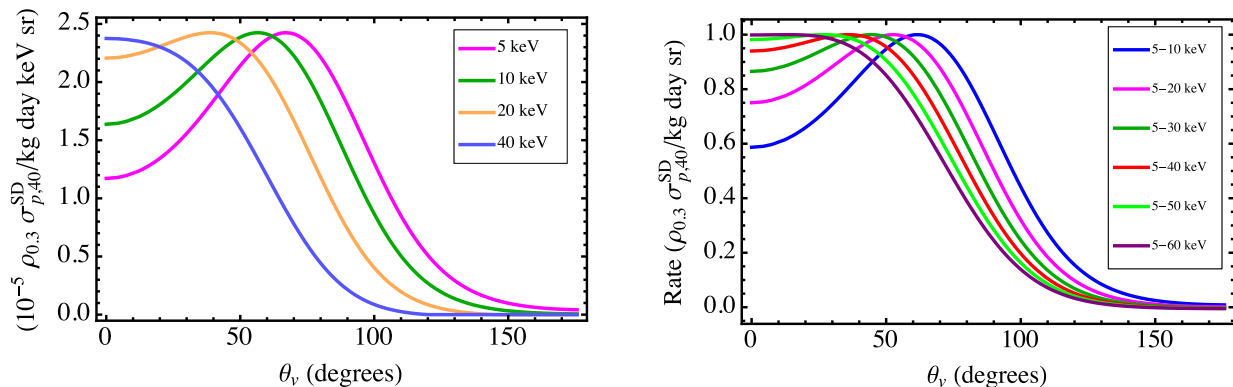 (10⁻⁵ ρ₀.₃ σ^SD_p,40/kg day keV sr)
2.5
2.0
1.5
1.0
0.5
0.0
0
50
100
150
θᵥ (degrees)
5 keV
10 keV
20 keV
40 keV
Rate (ρ₀.₃ σ^SD_p,40/kg day sr)
1.0
0.8
0.6
0.4
0.2
0.0
0
50
100
150
θᵥ (degrees)
5−10 keV
5−20 keV
5−30 keV
5−40 keV
5−50 keV
5−60 keV